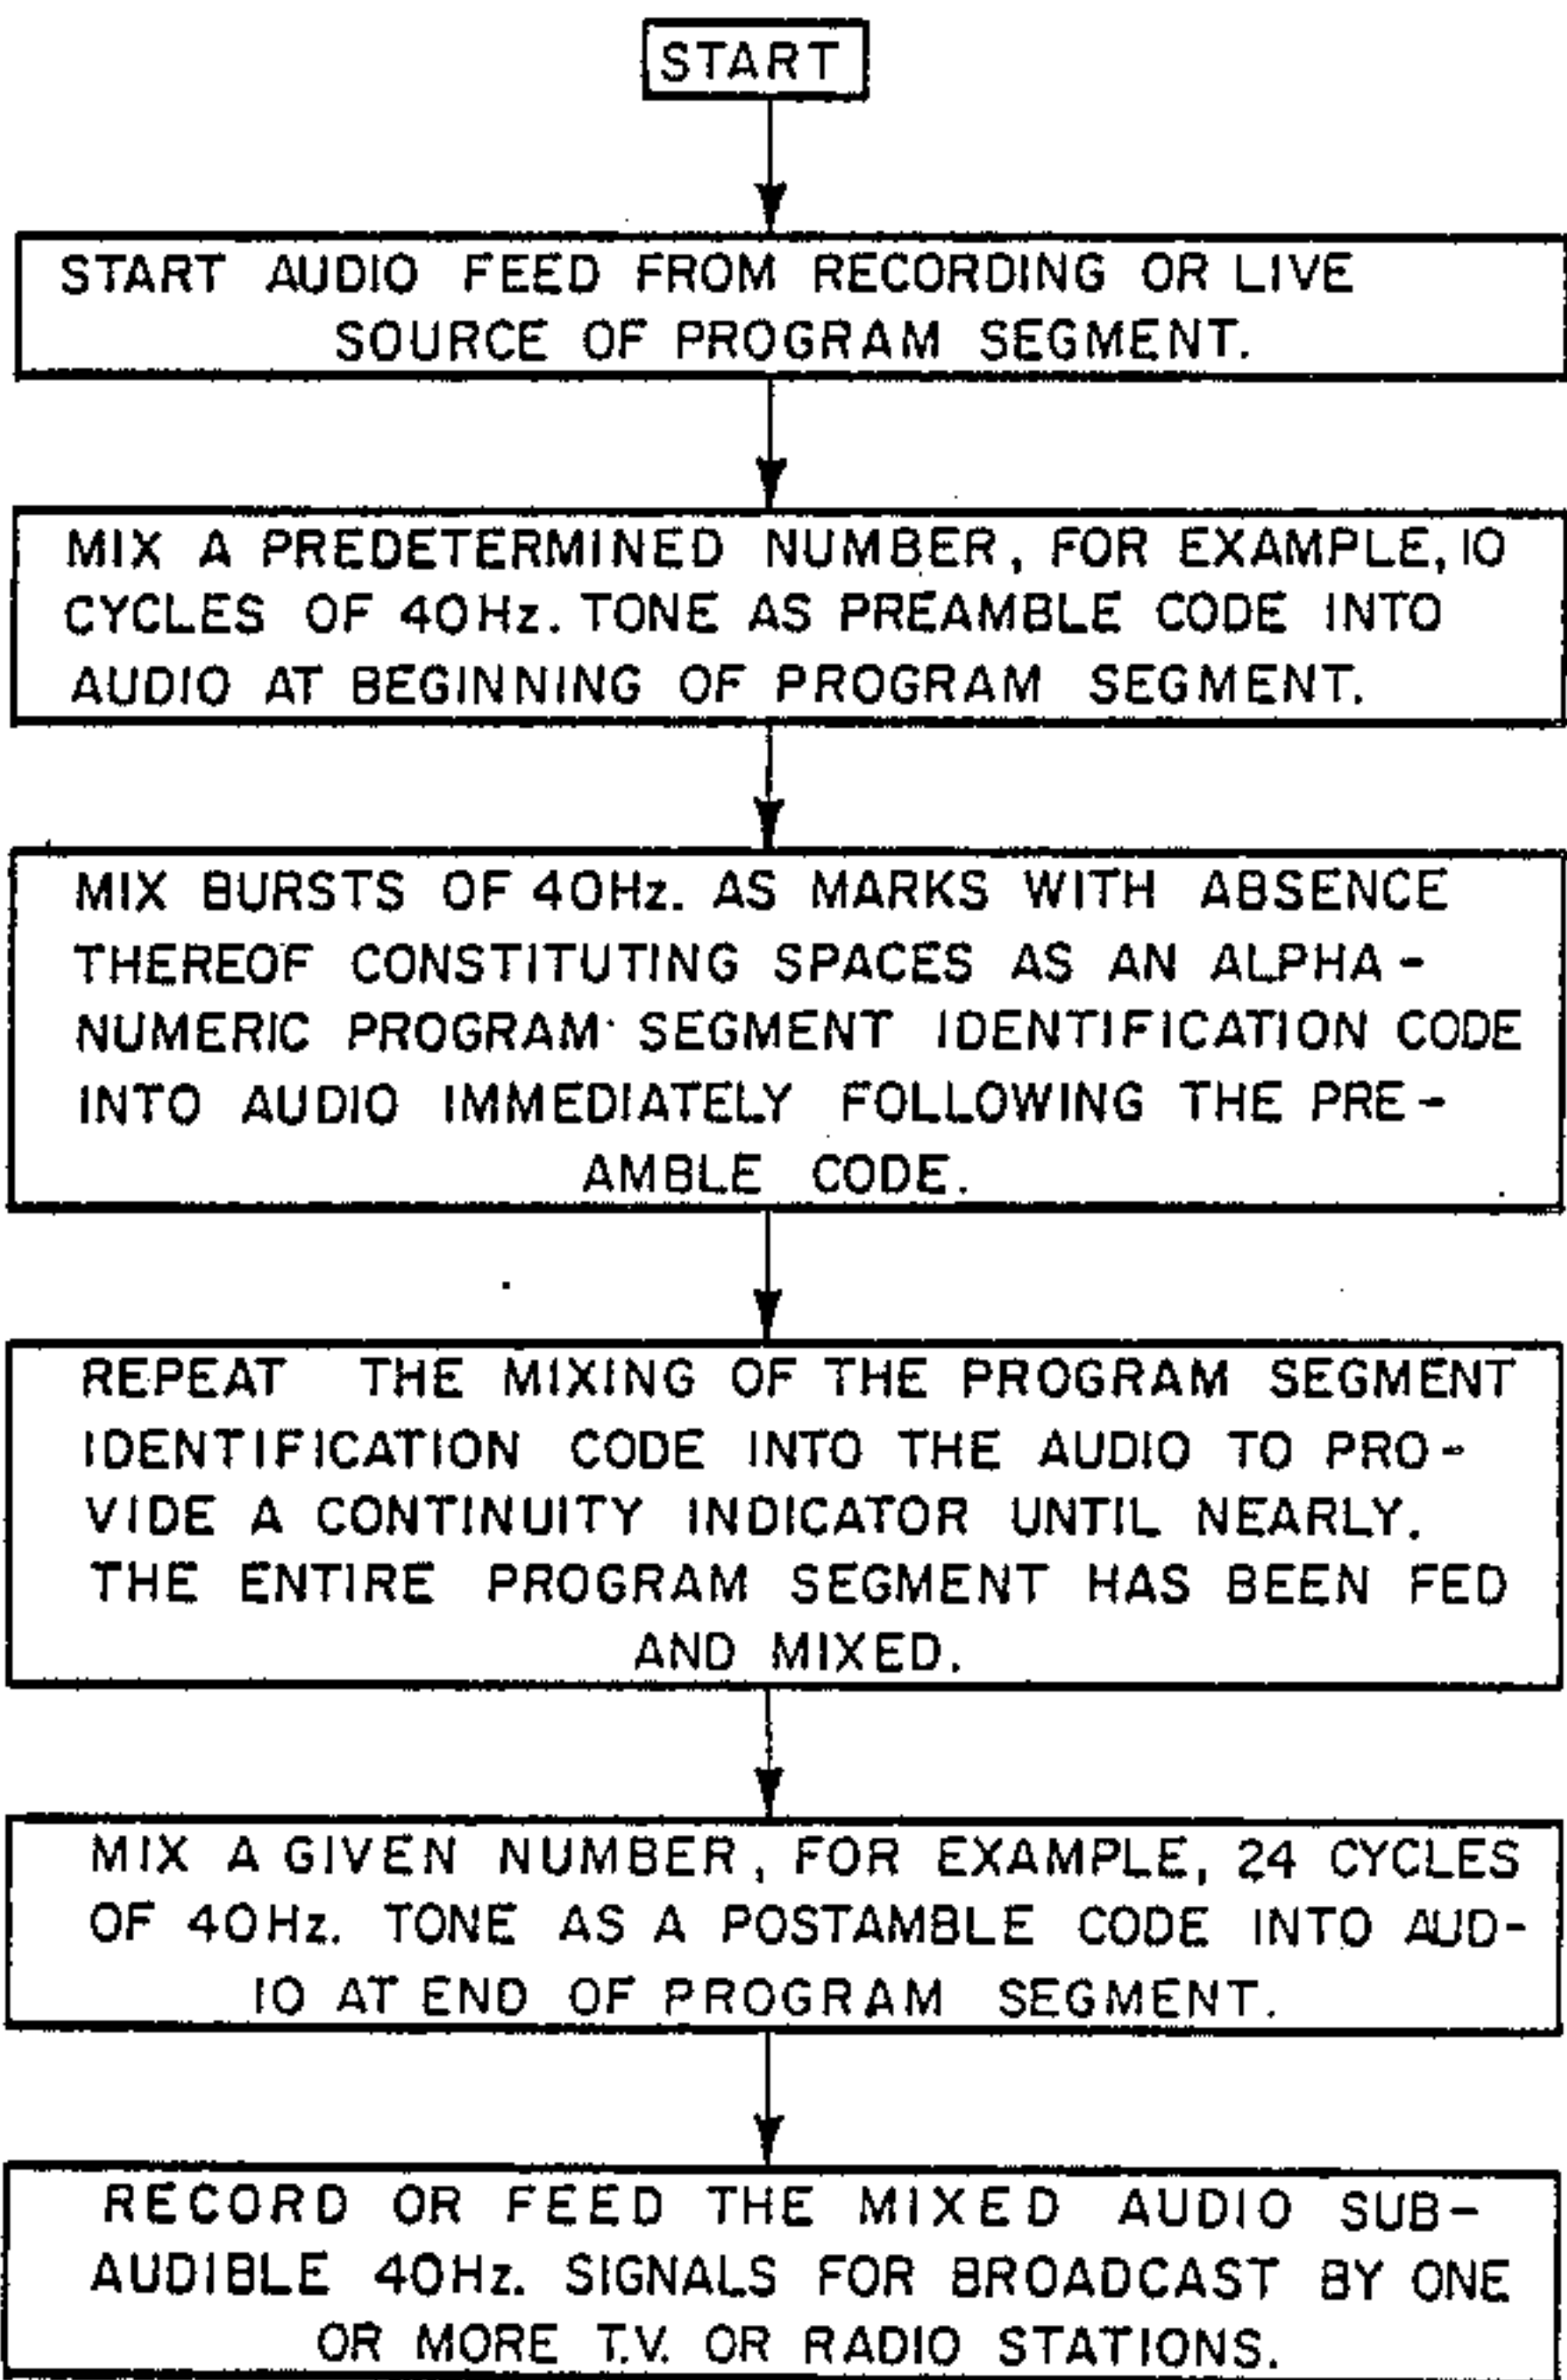 START
START AUDIO FEED FROM RECORDING OR LIVE
SOURCE OF PROGRAM SEGMENT.
MIX A PREDETERMINED NUMBER, FOR EXAMPLE, 10
CYCLES OF 40Hz. TONE AS PREAMBLE CODE INTO
AUDIO AT BEGINNING OF PROGRAM SEGMENT.
MIX BURSTS OF 40Hz. AS MARKS WITH ABSENCE
THEREOF CONSTITUTING SPACES AS AN ALPHA-
NUMERIC PROGRAM SEGMENT IDENTIFICATION CODE
INTO AUDIO IMMEDIATELY FOLLOWING THE PRE-
AMBLE CODE.
REPEAT THE MIXING OF THE PROGRAM SEGMENT
IDENTIFICATION CODE INTO THE AUDIO TO PRO-
VIDE A CONTINUITY INDICATOR UNTIL NEARLY.
THE ENTIRE PROGRAM SEGMENT HAS BEEN FED
AND MIXED.
MIX A GIVEN NUMBER, FOR EXAMPLE, 24 CYCLES
OF 40Hz. TONE AS A POSTAMBLE CODE INTO AUD-
IO AT END OF PROGRAM SEGMENT.
RECORD OR FEED THE MIXED AUDIO SUB-
AUDIBLE 40Hz. SIGNALS FOR BROADCAST BY ONE
OR MORE T.V. OR RADIO STATIONS.